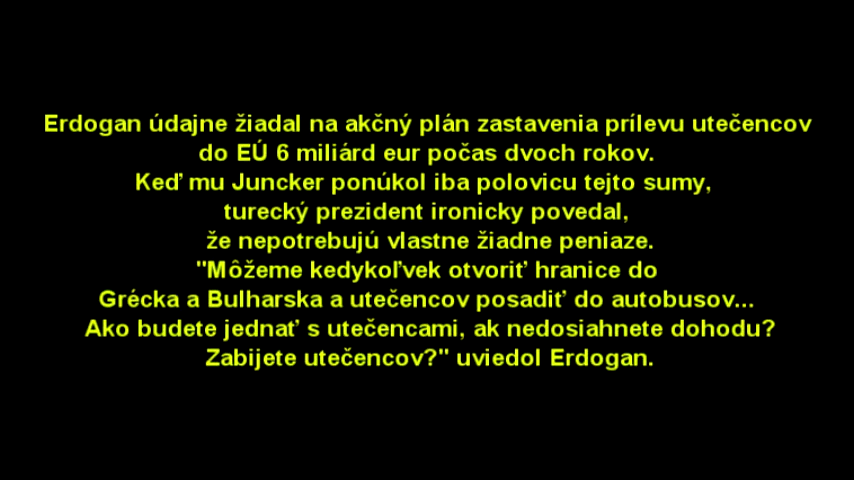 Erdogan údajne žiadal na akčný plán zastavenia prílevu utečencov
do EÚ 6 miliárd eur počas dvoch rokov.
Keď mu Juncker ponúkol iba polovicu tejto sumy,
turecký prezident ironicky povedal,
že nepotrebujú vlastne žiadne peniaze.
"Môžeme kedykoľvek otvoriť hranice do
Grécka a Bulharska a utečencov posadiť do autobusov...
Ako budete jednať s utečencami, ak nedosiahnete dohodu?
Zabijete utečencov?" uviedol Erdogan.